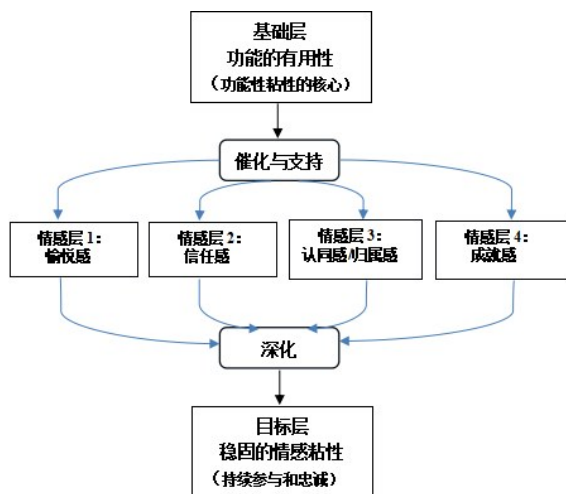 基础层
功能的有用性
（功能性粘性的核心）
催化与支持
情感层 1：
愉悦感
情感层 2：
信任感
情感层 3：
认同感/归属感
情感层 4：
成就感
深化
目标层
稳固的情感粘性
（持续参与和忠诚）